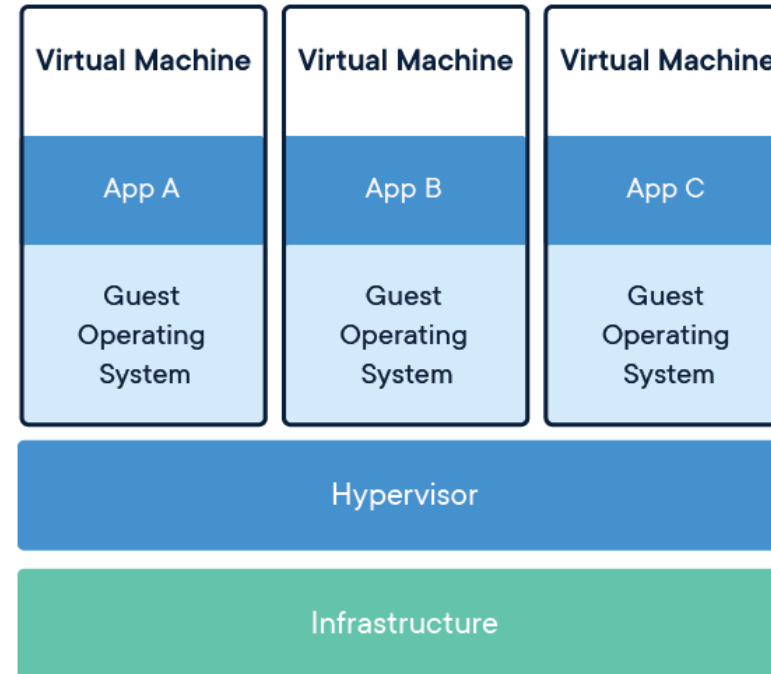 Virtual Machine
Virtual Machine
Virtual Machine
App A
App B
App C
Guest
Operating
System
Guest
Operating
System
Guest
Operating
System
Hypervisor
Infrastructure